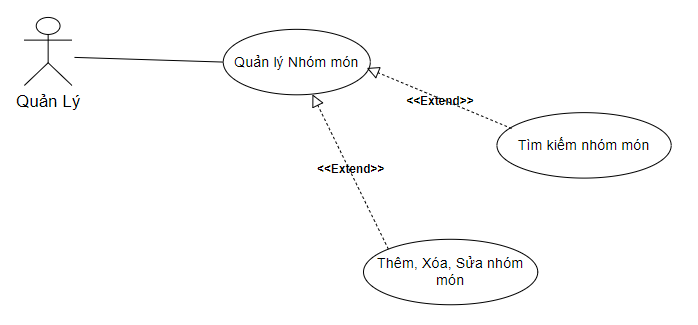 Quản Lý
Quản lý Nhóm món
<<Extend>>
Tìm kiếm nhóm món
<<Extend>>
Thêm, Xóa, Sửa nhóm
món